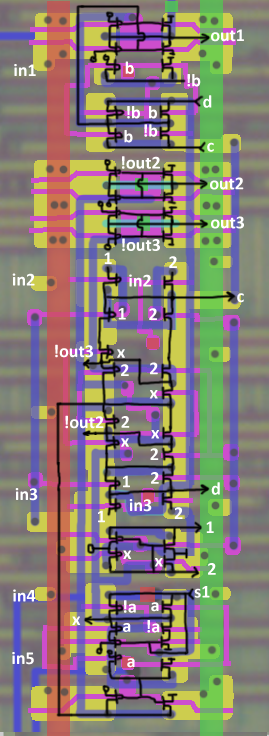 out1
in1
b
!b
d
!b b
b !b
c
!out2
out2
out3
!out3
1 2
in2 in2
c
1 2
!out3 x
2 2
x
!out2 2
x x
2
1 2
in3 d
1 in3 2
1
x x
2
in4 s1
!a a
x a !a
in5 a